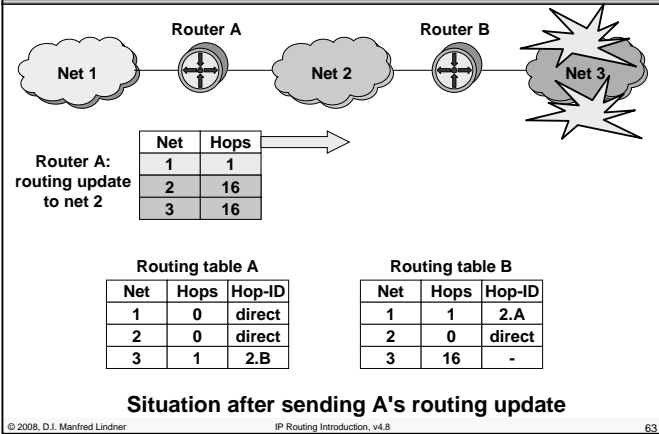 Router A Router B
Net 1 Net 2 Net 3
Router A:
routing update
to net 2
Net Hops
1 1
2 16
3 16
Routing table A
Net Hops Hop-ID
1 0 direct
2 0 direct
3 1 2.B
Routing table B
Net Hops Hop-ID
1 1 2.A
2 0 direct
3 16 -
Situation after sending A's routing update
© 2008, D.I. Manfred Lindner IP Routing Introduction, v4.8 63